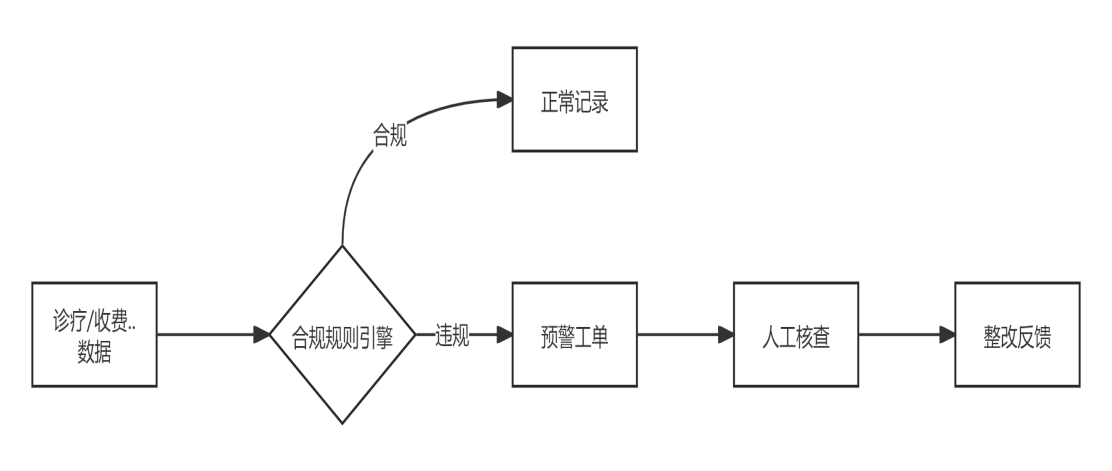 正常记录
合规
诊疗/收费..
数据
合规规则引擎
违规
预警工单
人工核查
整改反馈